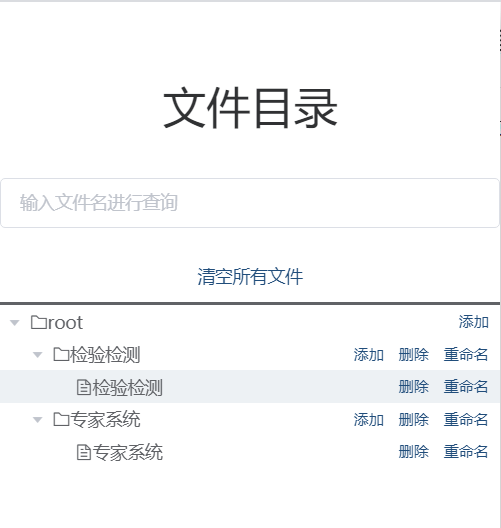 文件目录
输入文件名进行查询
清空所有文件
root 添加
检验检测 添加 删除 重命名
检验检测 删除 重命名
专家系统 添加 删除 重命名
专家系统 删除 重命名